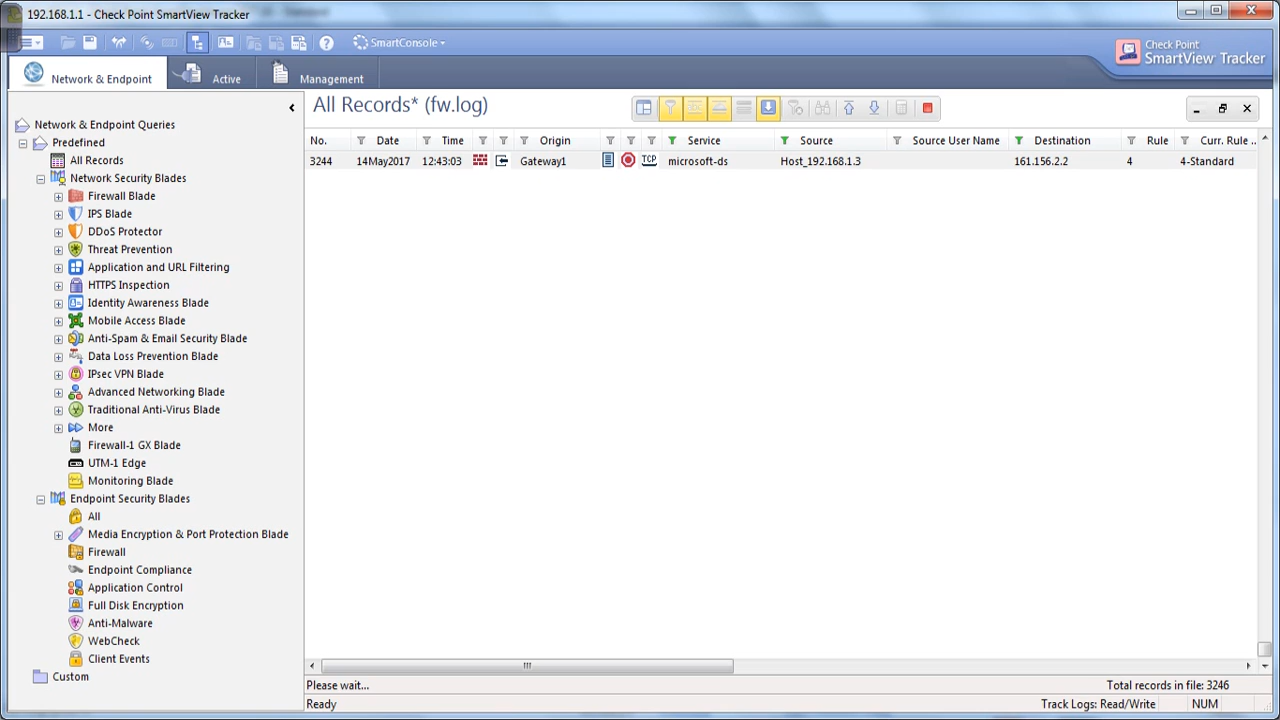 192.168.1.1 - Check Point SmartView Tracker
SmartConsole
Check Point
SmartView Tracker
Network & Endpoint
Active
Management
All Records* (fw.log)
Network & Endpoint Queries
Predefined
All Records
Network Security Blades
Firewall Blade
IPS Blade
DDoS Protector
Threat Prevention
Application and URL Filtering
HTTPS Inspection
Identity Awareness Blade
Mobile Access Blade
Anti-Spam & Email Security Blade
Data Loss Prevention Blade
IPsec VPN Blade
Advanced Networking Blade
Traditional Anti-Virus Blade
More
Firewall-1 GX Blade
UTM-1 Edge
Monitoring Blade
Endpoint Security Blades
All
Media Encryption & Port Protection Blade
Firewall
Endpoint Compliance
Application Control
Full Disk Encryption
Anti-Malware
WebCheck
Client Events
Custom
No. Date Time Origin Service Source Source User Name Destination Rule Curr. Rule ..
3244 14May2017 12:43:03 Gateway1 TCP microsoft-ds Host_192.168.1.3 161.156.2.2 4 4-Standard
Please wait... Total records in file: 3246
Ready Track Logs: Read/Write NUM